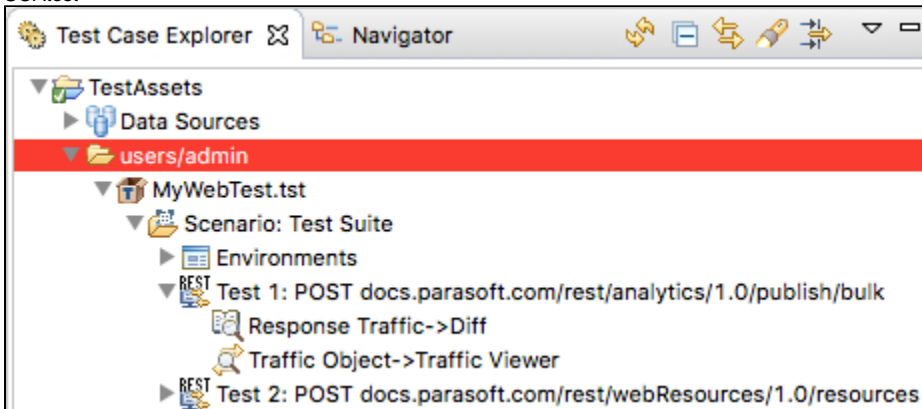 Test Case Explorer Navigator
TestAssets
Data Sources
users/admin
MyWebTest.tst
Scenario: Test Suite
Environments
REST Test 1: POST docs.parasoft.com/rest/analytics/1.0/publish/bulk
Response Traffic->Diff
Traffic Object->Traffic Viewer
REST Test 2: POST docs.parasoft.com/rest/webResources/1.0/resources